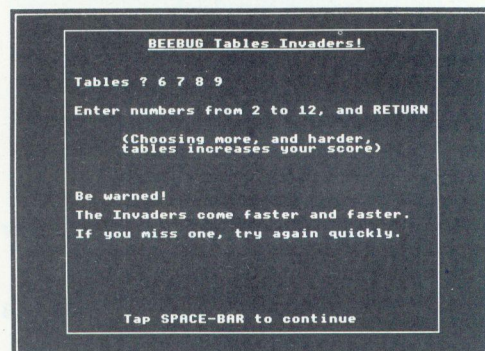 BEEBUG Tables Invaders!
Tables ? 6 7 8 9
Enter numbers from 2 to 12, and RETURN
(Choosing more, and harder,
tables increases your score)
Be warned!
The Invaders come faster and faster.
If you miss one, try again quickly.
Tap SPACE-BAR to continue